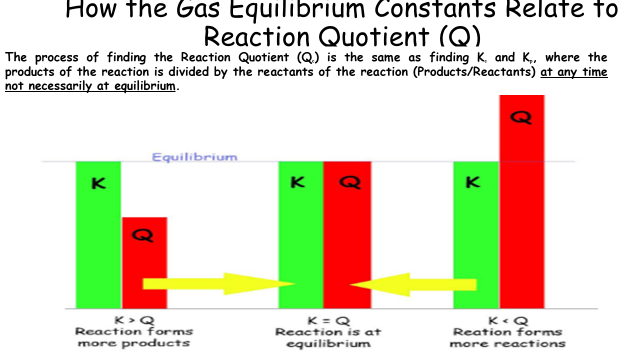 How the Gas Equilibrium Constants Relate to
Reaction Quotient (Q)
The process of finding the Reaction Quotient (Qc) is the same as finding Kc and Kp, where the
products of the reaction is divided by the reactants of the reaction (Products/Reactants) at any time
not necessarily at equilibrium.
Equilibrium
K
Q
K
Q
K
Q
K > Q
Reaction forms
more products
K = Q
Reaction is at
equilibrium
K < Q
Reation forms
more reactions